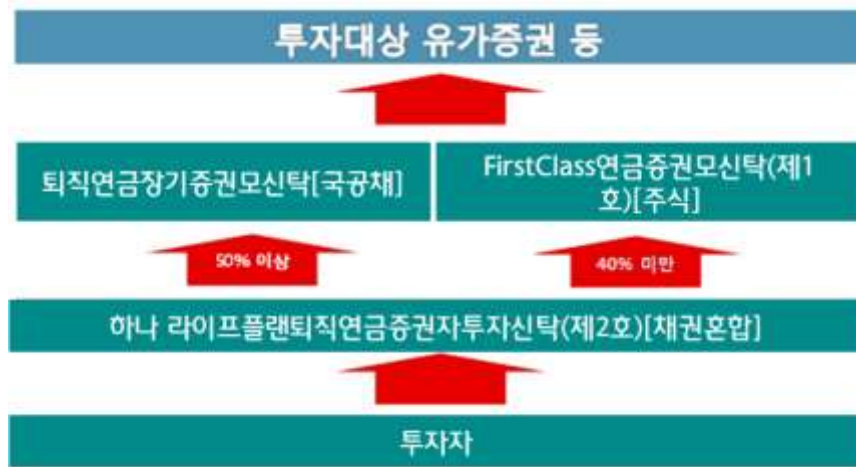 투자대상 유가증권 등
퇴직연금장기증권모신탁[국공채]
FirstClass연금증권모신탁(제1
호)[주식]
50% 이상
40% 미만
하나 라이프플랜퇴직연금증권자투자신탁(제2호)[채권혼합]
투자자